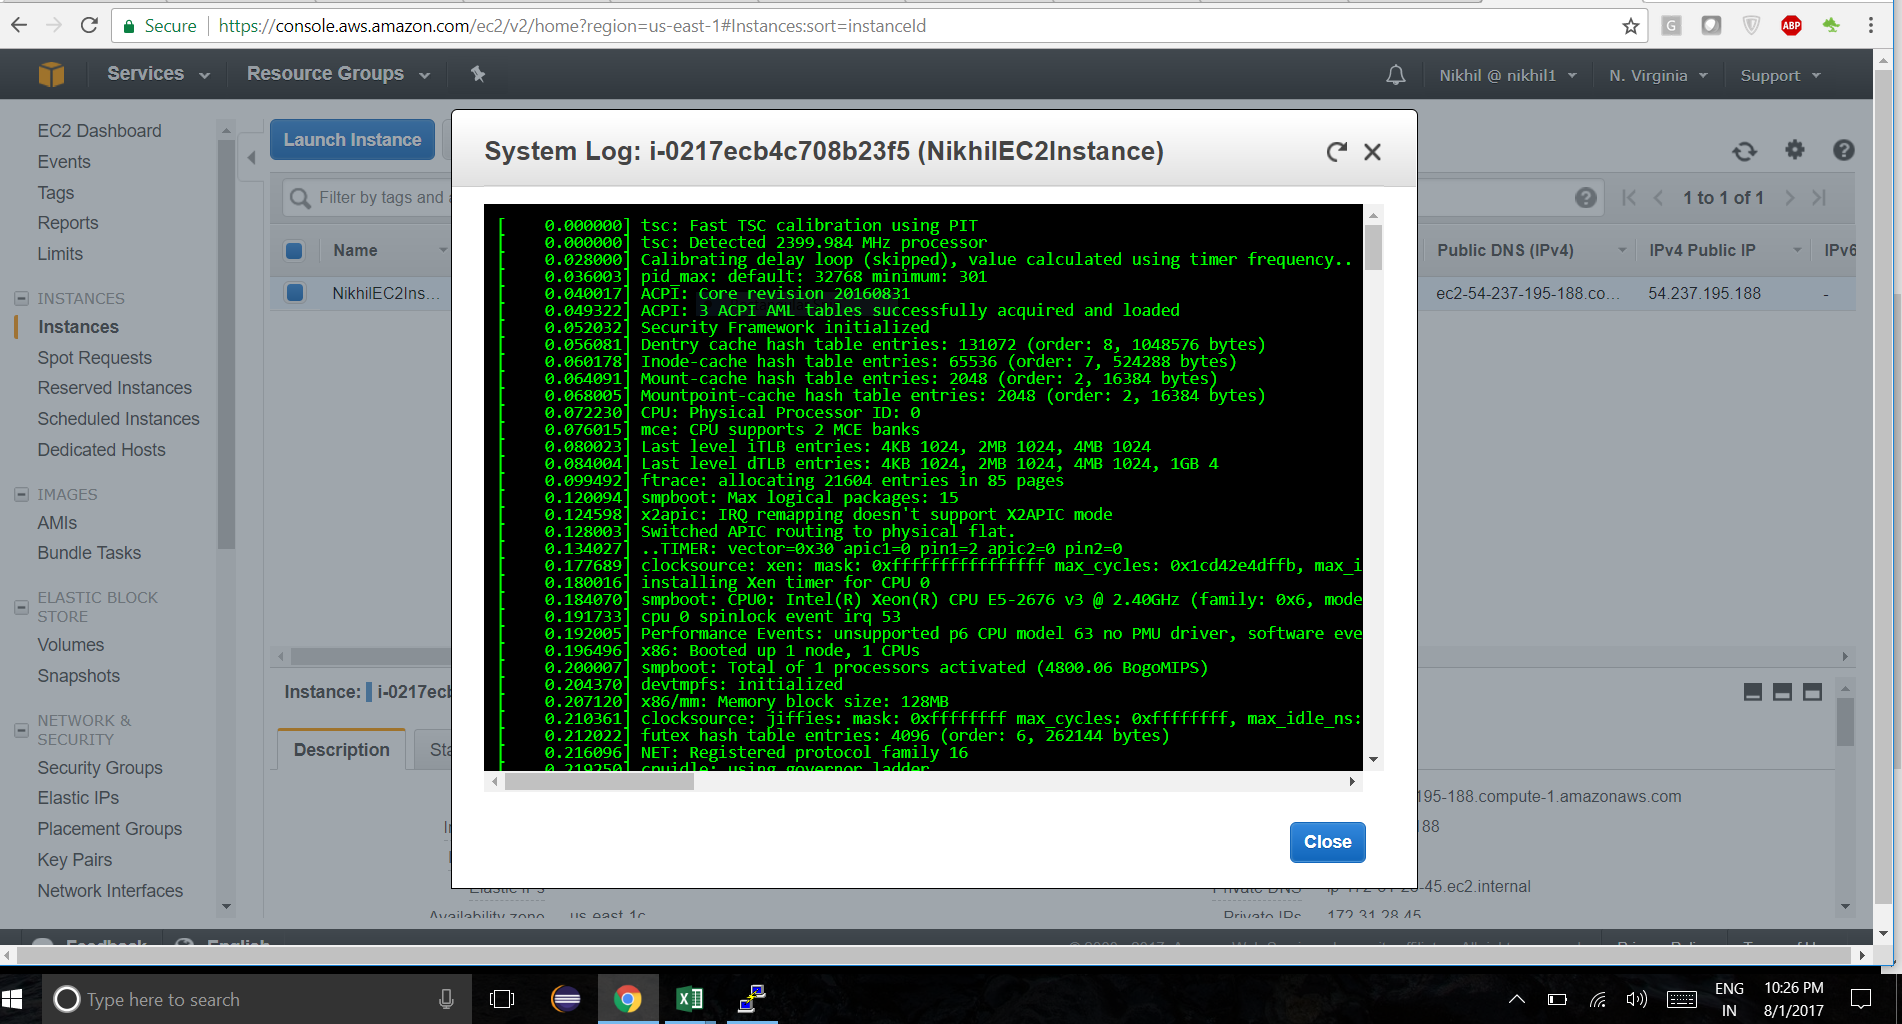 Secure https://console.aws.amazon.com/ec2/v2/home?region=us-east-1#Instances:sort=instanceId
ABP
Services Resource Groups Nikhil @ nikhil1 N. Virginia Support
EC2 Dashboard
Events
Tags
Reports
Limits
INSTANCES
Instances
Spot Requests
Reserved Instances
Scheduled Instances
Dedicated Hosts
IMAGES
AMIs
Bundle Tasks
ELASTIC BLOCK
STORE
Volumes
Snapshots
NETWORK &
SECURITY
Security Groups
Elastic IPs
Placement Groups
Key Pairs
Network Interfaces
Launch Instance
Filter by tags and
1 to 1 of 1
Name Public DNS (IPv4) IPv4 Public IP IPv6
NikhilEC2Ins... ec2-54-237-195-188.co... 54.237.195.188 -
System Log: i-0217ecb4c708b23f5 (NikhilEC2Instance)
[ 0.000000] tsc: Fast TSC calibration using PIT
[ 0.000000] tsc: Detected 2399.984 MHz processor
[ 0.028000] Calibrating delay loop (skipped), value calculated using timer frequency..
[ 0.036003] pid_max: default: 32768 minimum: 301
[ 0.040017] ACPI: Core revision 20160831
[ 0.049322] ACPI: 3 ACPI AML tables successfully acquired and loaded
[ 0.052032] Security Framework initialized
[ 0.056081] Dentry cache hash table entries: 131072 (order: 8, 1048576 bytes)
[ 0.060178] Inode-cache hash table entries: 65536 (order: 7, 524288 bytes)
[ 0.064091] Mount-cache hash table entries: 2048 (order: 2, 16384 bytes)
[ 0.068005] Mountpoint-cache hash table entries: 2048 (order: 2, 16384 bytes)
[ 0.072230] CPU: Physical Processor ID: 0
[ 0.076015] mce: CPU supports 2 MCE banks
[ 0.080023] Last level iTLB entries: 4KB 1024, 2MB 1024, 4MB 1024
[ 0.084004] Last level dTLB entries: 4KB 1024, 2MB 1024, 4MB 1024, 1GB 4
[ 0.099492] ftrace: allocating 21604 entries in 85 pages
[ 0.120094] smpboot: Max logical packages: 15
[ 0.124598] x2apic: IRQ remapping doesn't support X2APIC mode
[ 0.128003] Switched APIC routing to physical flat.
[ 0.134027] ..TIMER: vector=0x30 apic1=0 pin1=2 apic2=0 pin2=0
[ 0.177689] clocksource: xen: mask: 0xffffffffffffffff max_cycles: 0x1cd42e4dffb, max_i
[ 0.180016] installing Xen timer for CPU 0
[ 0.184070] smpboot: CPU0: Intel(R) Xeon(R) CPU E5-2676 v3 @ 2.40GHz (family: 0x6, mode
[ 0.191733] cpu 0 spinlock event irq 53
[ 0.192005] Performance Events: unsupported p6 CPU model 63 no PMU driver, software eve
[ 0.196496] x86: Booted up 1 node, 1 CPUs
[ 0.200007] smpboot: Total of 1 processors activated (4800.06 BogoMIPS)
[ 0.204370] devtmpfs: initialized
[ 0.207120] x86/mm: Memory block size: 128MB
[ 0.210361] clocksource: jiffies: mask: 0xffffffff max_cycles: 0xffffffff, max_idle_ns:
[ 0.212022] futex hash table entries: 4096 (order: 6, 262144 bytes)
[ 0.216096] NET: Registered protocol family 16
[ 0.219250] cpuidle: using governor ladder
Close
Instance: i-0217ecb
Description Sta
195-188.compute-1.amazonaws.com
188
Elastic IPs Private DNS ip-172-31-28-45.ec2.internal
Availability zone us-east-1c Private IPs 172.31.28.45
Feedback English
Type here to search
ENG
IN
10:26 PM
8/1/2017